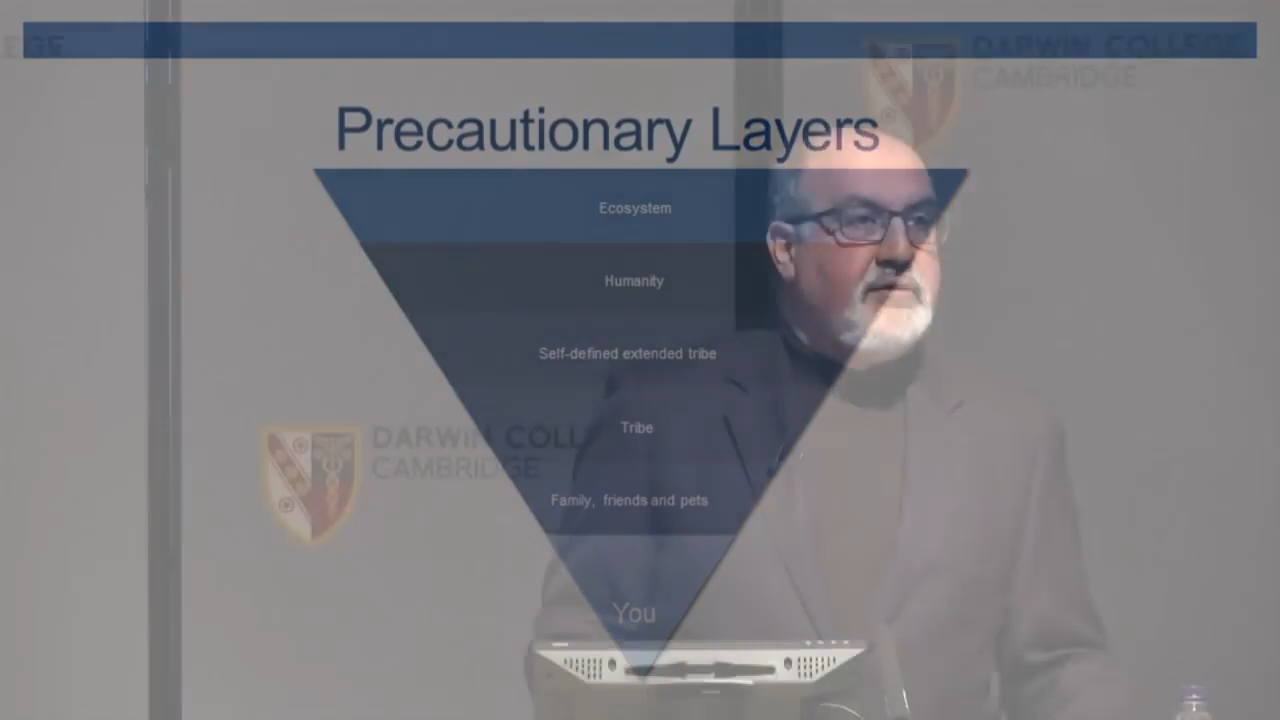 EGE
DARWIN COLLEGE
CAMBRIDGE
Precautionary Layers
Ecosystem
Humanity
Self-defined extended tribe
Tribe
DARWIN COLL
CAMBRIDGE
Family, friends and pets
You